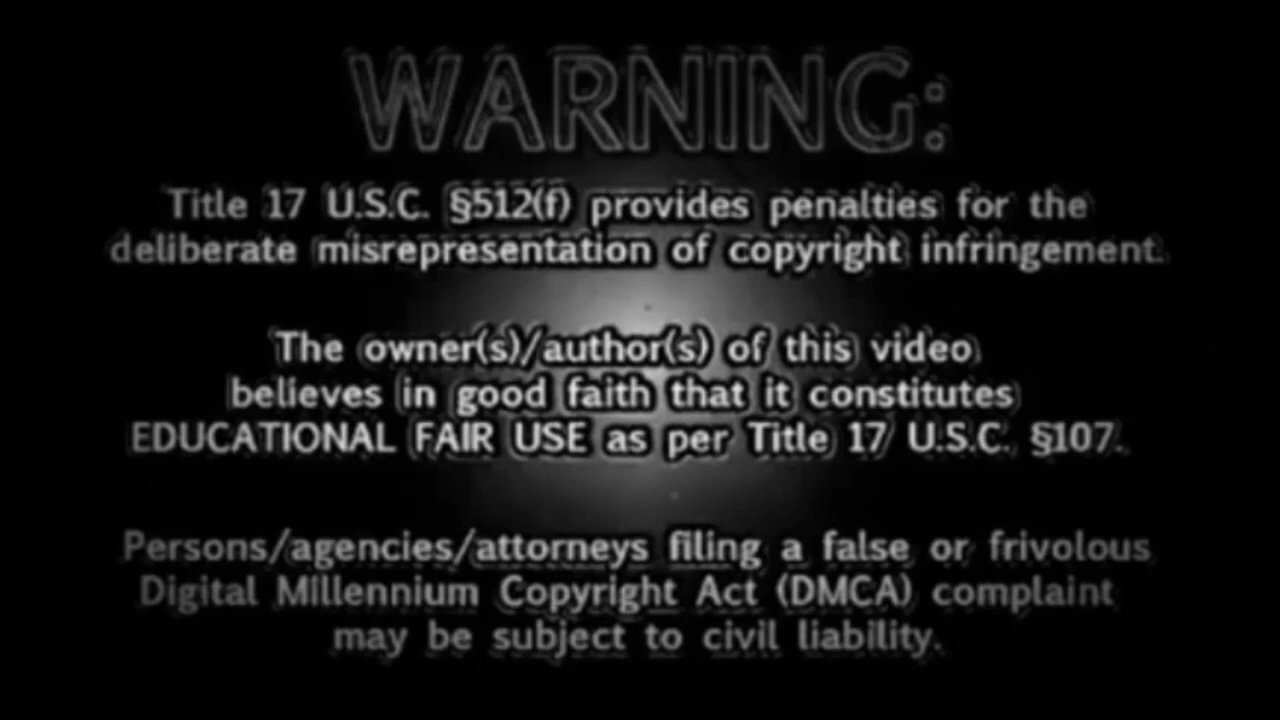 WARNING:
Title 17 U.S.C. §512(f) provides penalties for the
deliberate misrepresentation of copyright infringement.
The owner(s)/author(s) of this video
believes in good faith that it constitutes
EDUCATIONAL FAIR USE as per Title 17 U.S.C. §107.
Persons/agencies/attorneys filing a false or frivolous
Digital Millennium Copyright Act (DMCA) complaint
may be subject to civil liability.